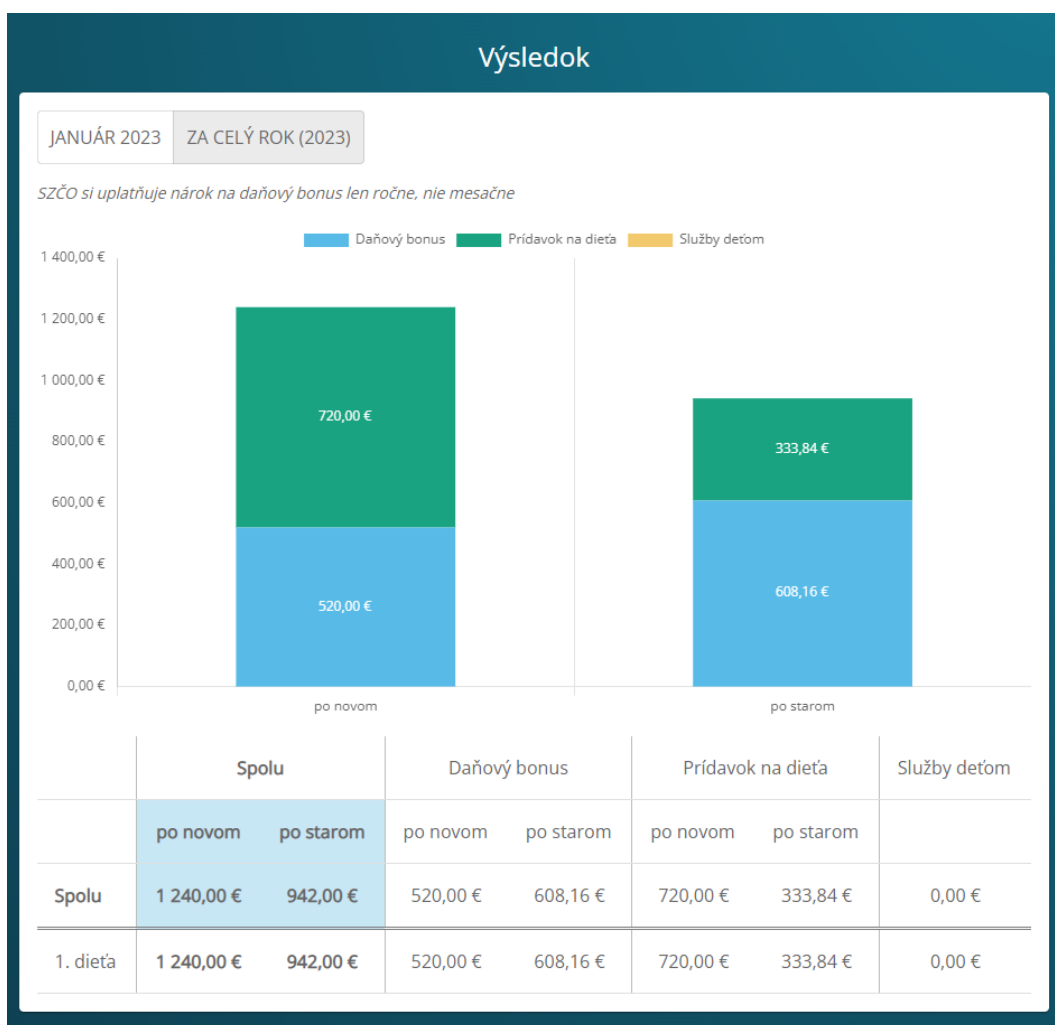 Výsledok
JANUÁR 2023 ZA CELÝ ROK (2023)
SZČO si uplatňuje nárok na daňový bonus len ročne, nie mesačne
Daňový bonus Prídavok na dieťa Služby deťom
1 400,00 €
1 200,00 €
1 000,00 €
800,00 €
600,00 €
400,00 €
200,00 €
0,00 €
720,00 €
520,00 €
333,84 €
608,16 €
po novom po starom
Spolu Daňový bonus Prídavok na dieťa Služby deťom
po novom po starom po novom po starom po novom po starom
Spolu 1 240,00 € 942,00 € 520,00 € 608,16 € 720,00 € 333,84 € 0,00 €
1. dieťa 1 240,00 € 942,00 € 520,00 € 608,16 € 720,00 € 333,84 € 0,00 €